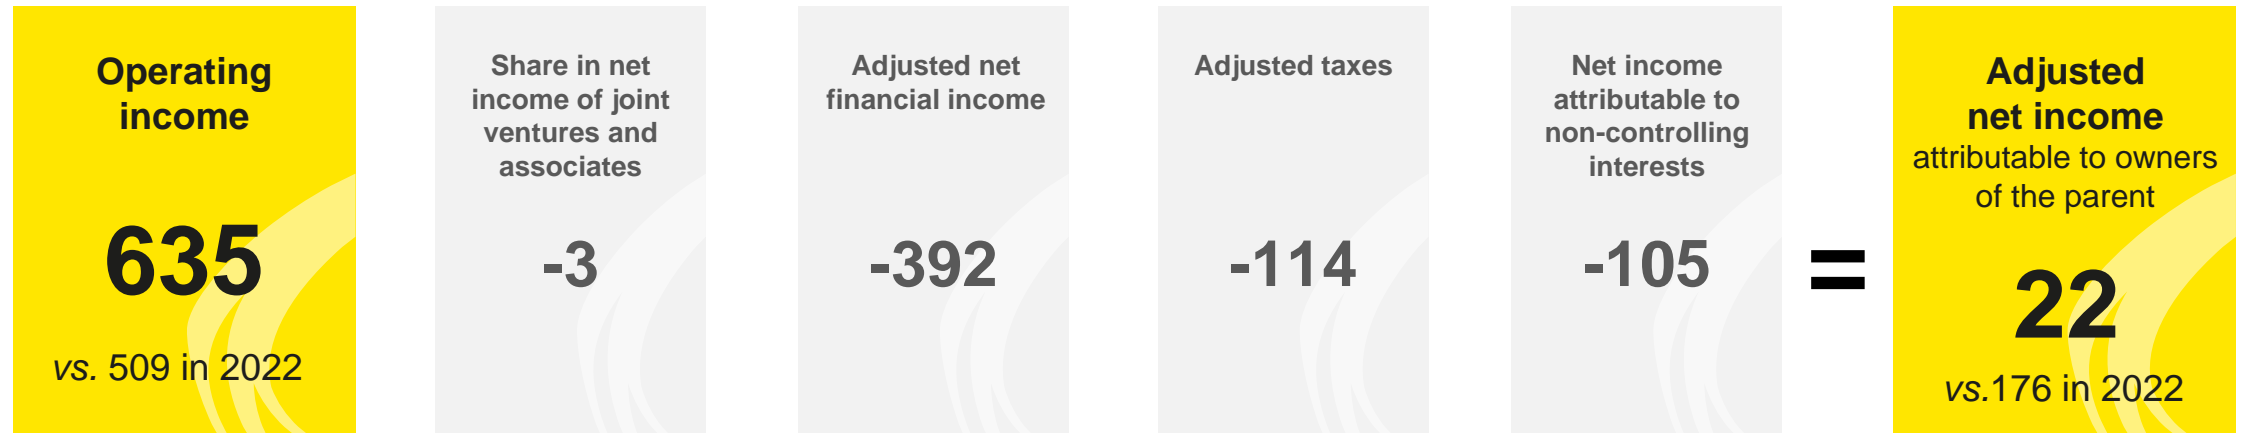 Operating
income
635
vs. 509 in 2022
Share in net
income of joint
ventures and
associates
-3
Adjusted net
financial income
-392
Adjusted taxes
-114
Net income
attributable to
non-controlling
interests
-105
=
Adjusted
net income
attributable to owners
of the parent
22
vs.176 in 2022